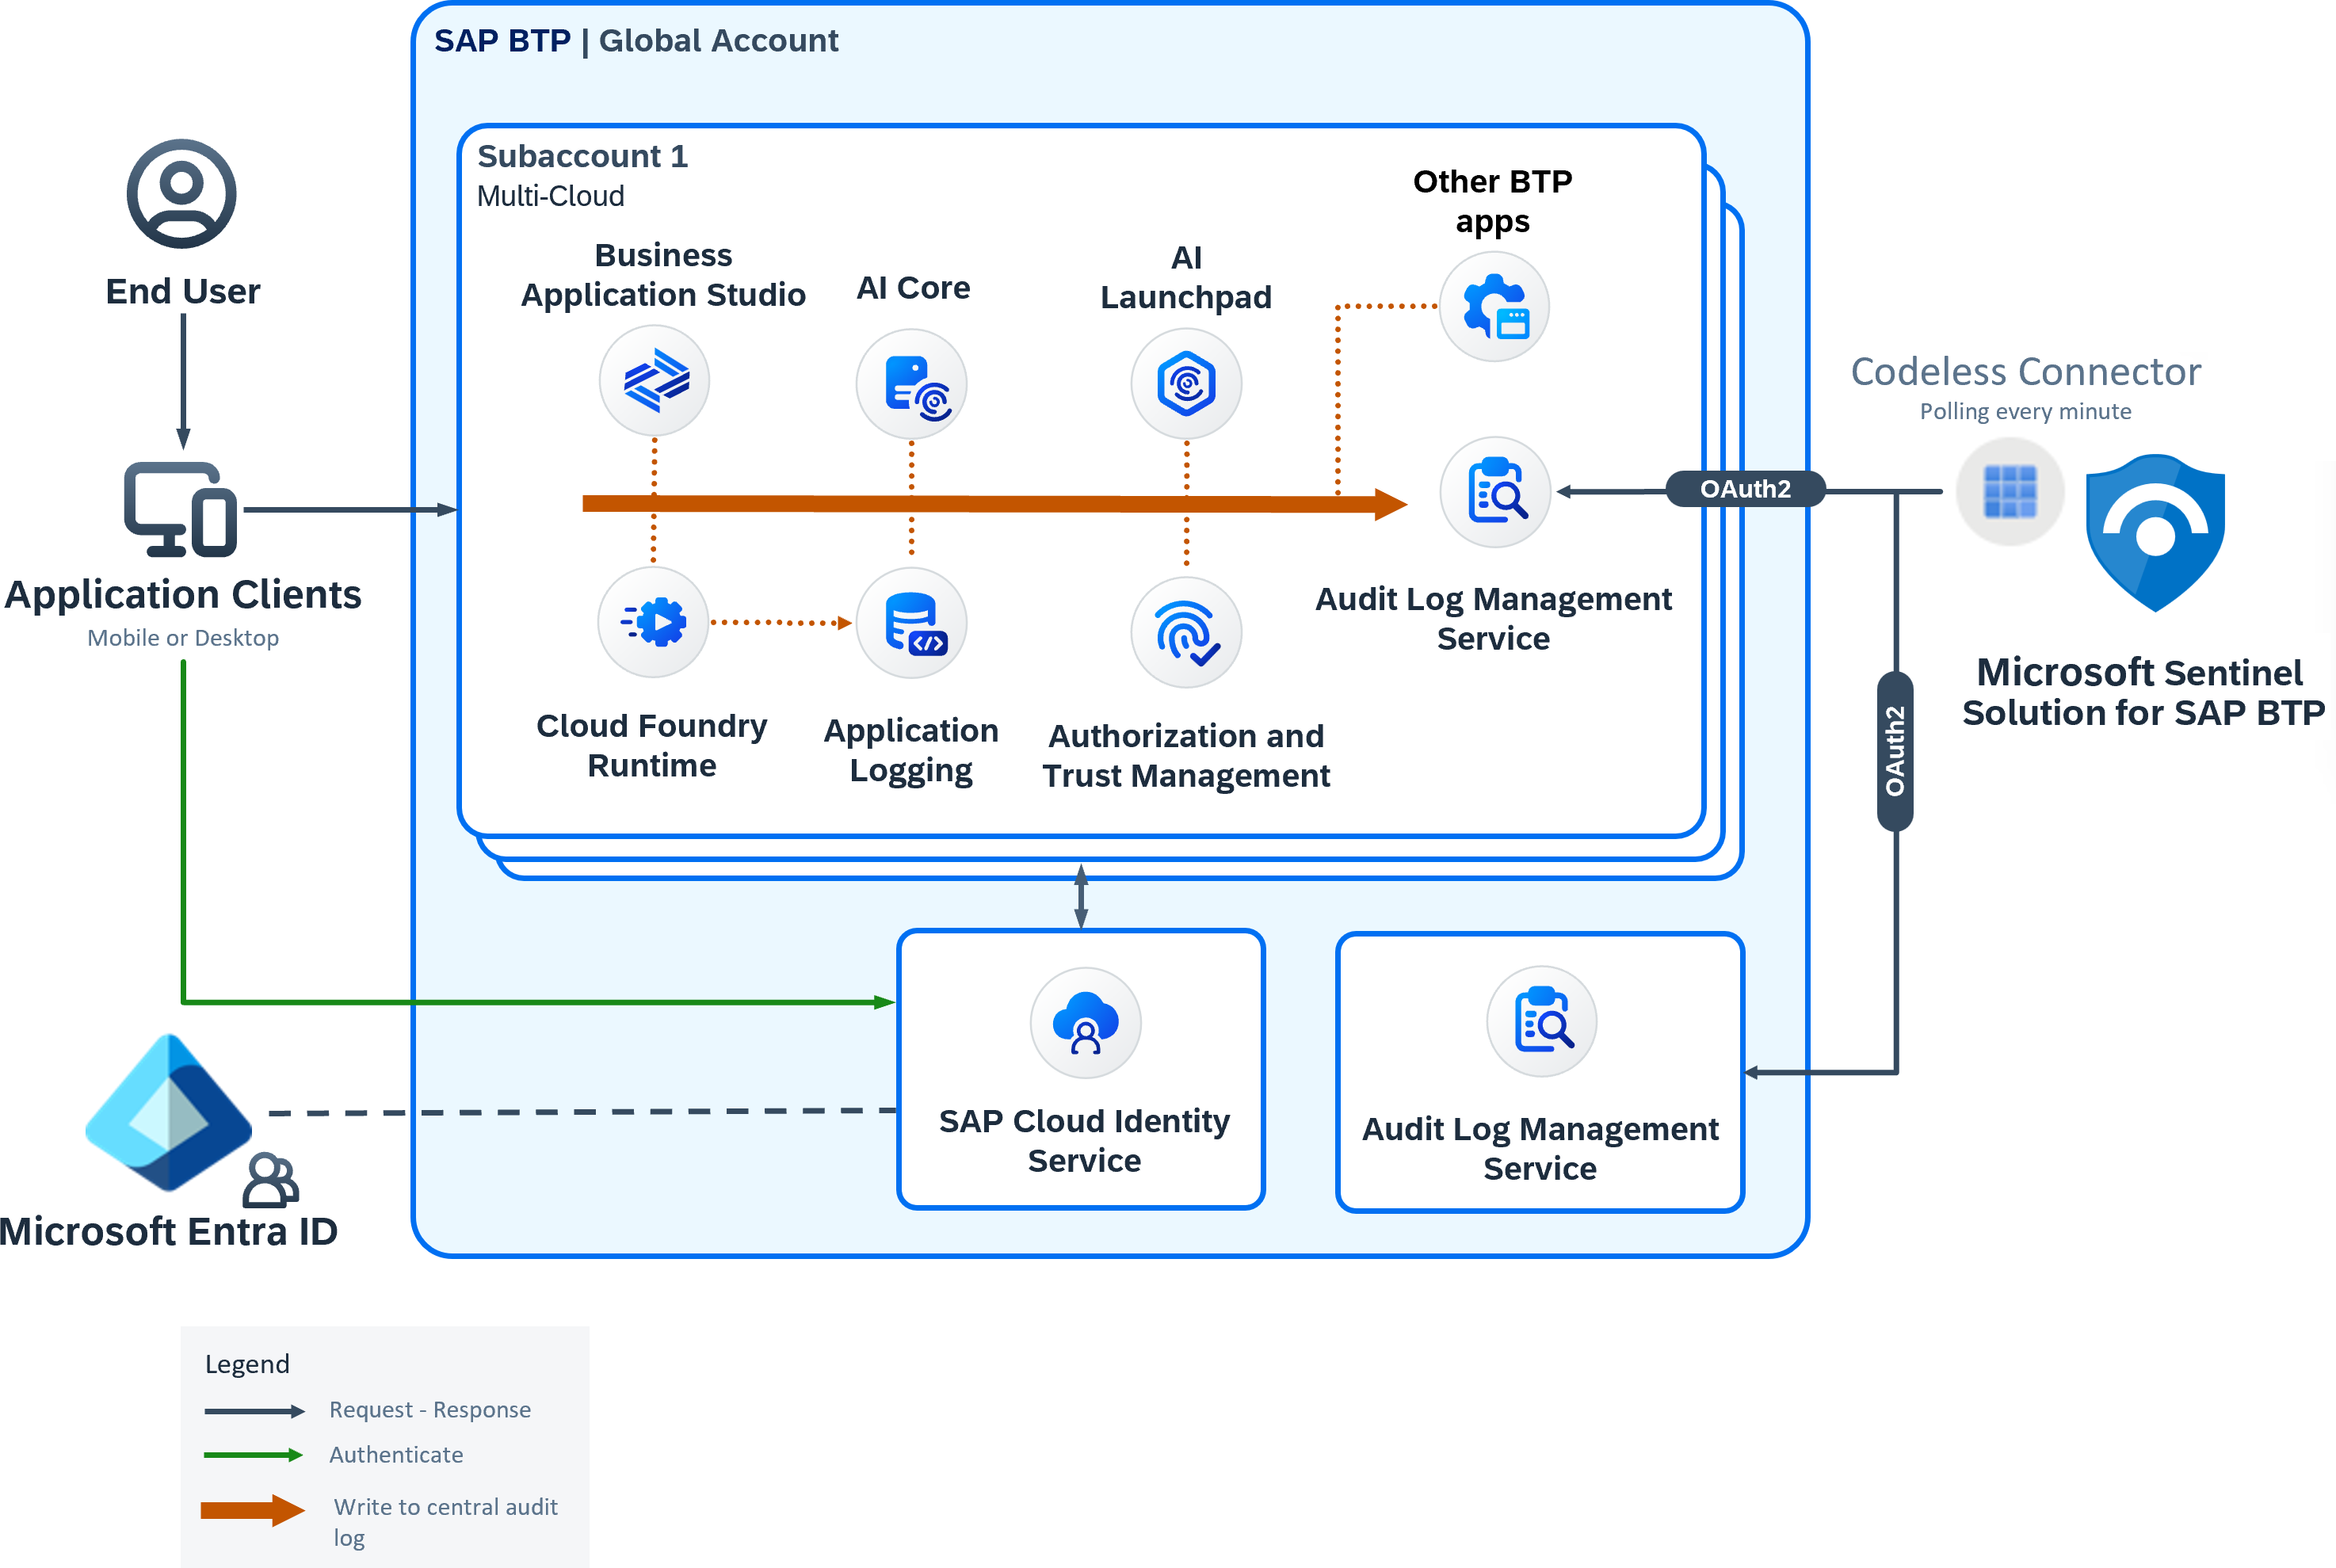 SAP BTP | Global Account
Subaccount 1
Multi-Cloud
End User
Business
Application Studio
AI Core
AI
Launchpad
Other BTP
apps
Application Clients
Mobile or Desktop
Cloud Foundry
Runtime
Application
Logging
Authorization and
Trust Management
Audit Log Management
Service
OAuth2
Codeless Connector
Polling every minute
Microsoft Sentinel
Solution for SAP BTP
OAuth2
SAP Cloud Identity
Service
Audit Log Management
Service
Microsoft Entra ID
Legend
Request - Response
Authenticate
Write to central audit
log